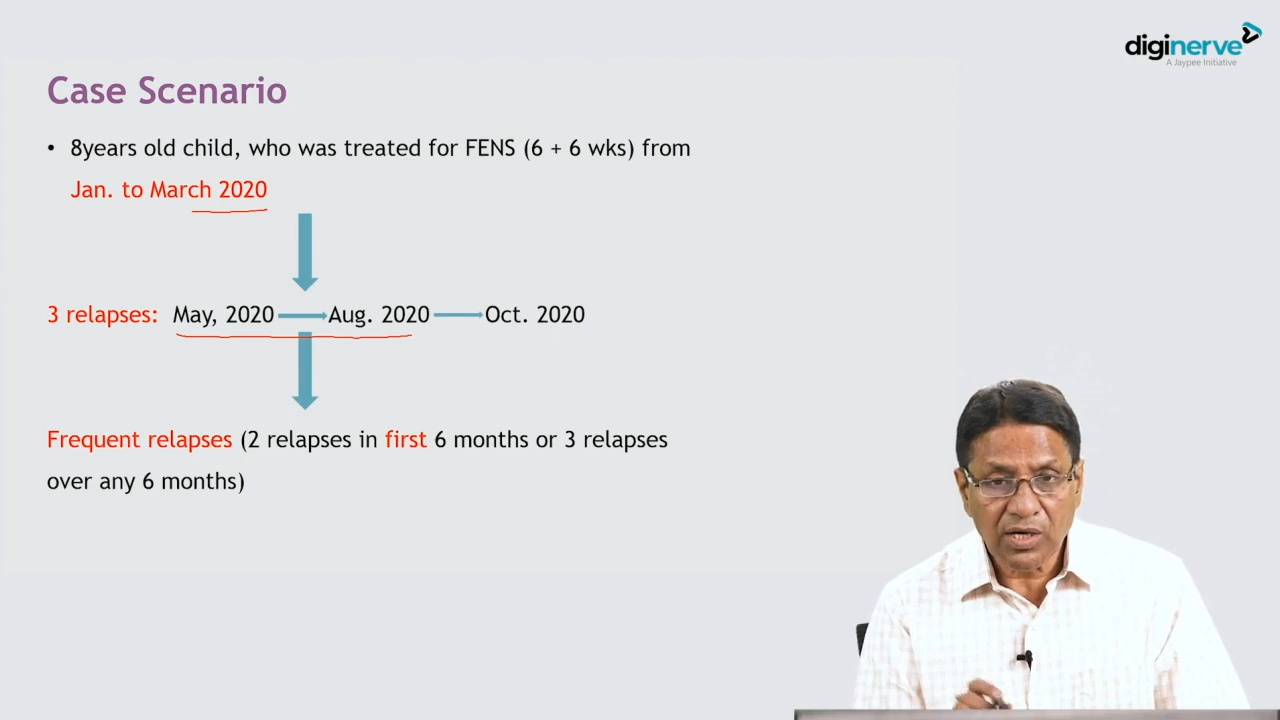 diginerve
A Jaypee Initiative
Case Scenario
• 8years old child, who was treated for FENS (6 + 6 wks) from
Jan. to March 2020
3 relapses: May, 2020 Aug. 2020 Oct. 2020
Frequent relapses (2 relapses in first 6 months or 3 relapses
over any 6 months)